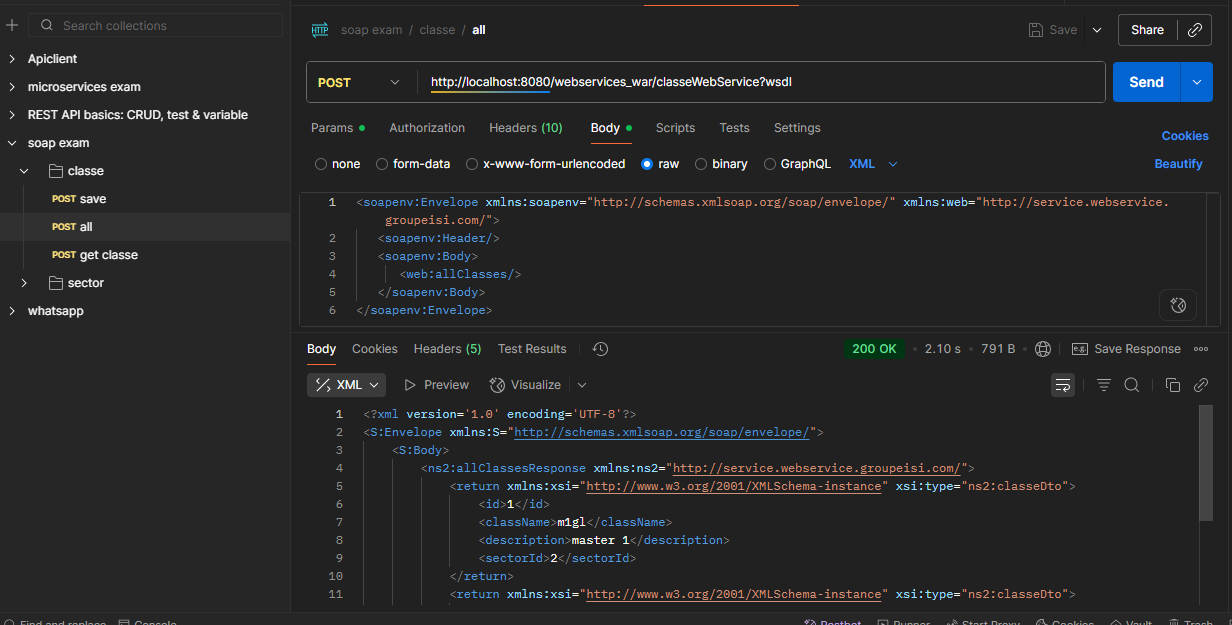 Search collections
Apiclient
microservices exam
REST API basics: CRUD, test & variable
soap exam
classe
POST save
POST all
POST get classe
sector
whatsapp
HTTP soap exam / classe / all
Save
Share
POST
http://localhost:8080/webservices_war/classeWebService?wsdl
Send
Params Authorization Headers (10) Body Scripts Tests Settings
Cookies
none form-data x-www-form-urlencoded raw binary GraphQL XML
Beautify
1 <soapenv:Envelope xmlns:soapenv="http://schemas.xmlsoap.org/soap/envelope/" xmlns:web="http://service.webservice.
groupeisi.com/">
2 <soapenv:Header/>
3 <soapenv:Body>
4 <web:allClasses/>
5 </soapenv:Body>
6 </soapenv:Envelope>
Body Cookies Headers (5) Test Results
200 OK • 2.10 s • 791 B • e.g. Save Response
XML Preview Visualize
1 <?xml version='1.0' encoding='UTF-8'?>
2 <S:Envelope xmlns:S="http://schemas.xmlsoap.org/soap/envelope/">
3 <S:Body>
4 <ns2:allClassesResponse xmlns:ns2="http://service.webservice.groupeisi.com/">
5 <return xmlns:xsi="http://www.w3.org/2001/XMLSchema-instance" xsi:type="ns2:classeDto">
6 <id>1</id>
7 <className>m1gl</className>
8 <description>master 1</description>
9 <sectorId>2</sectorId>
10 </return>
11 <return xmlns:xsi="http://www.w3.org/2001/XMLSchema-instance" xsi:type="ns2:classeDto">
Find and replace Console
Postbot Runner Start Proxy Cookies Vault Trash